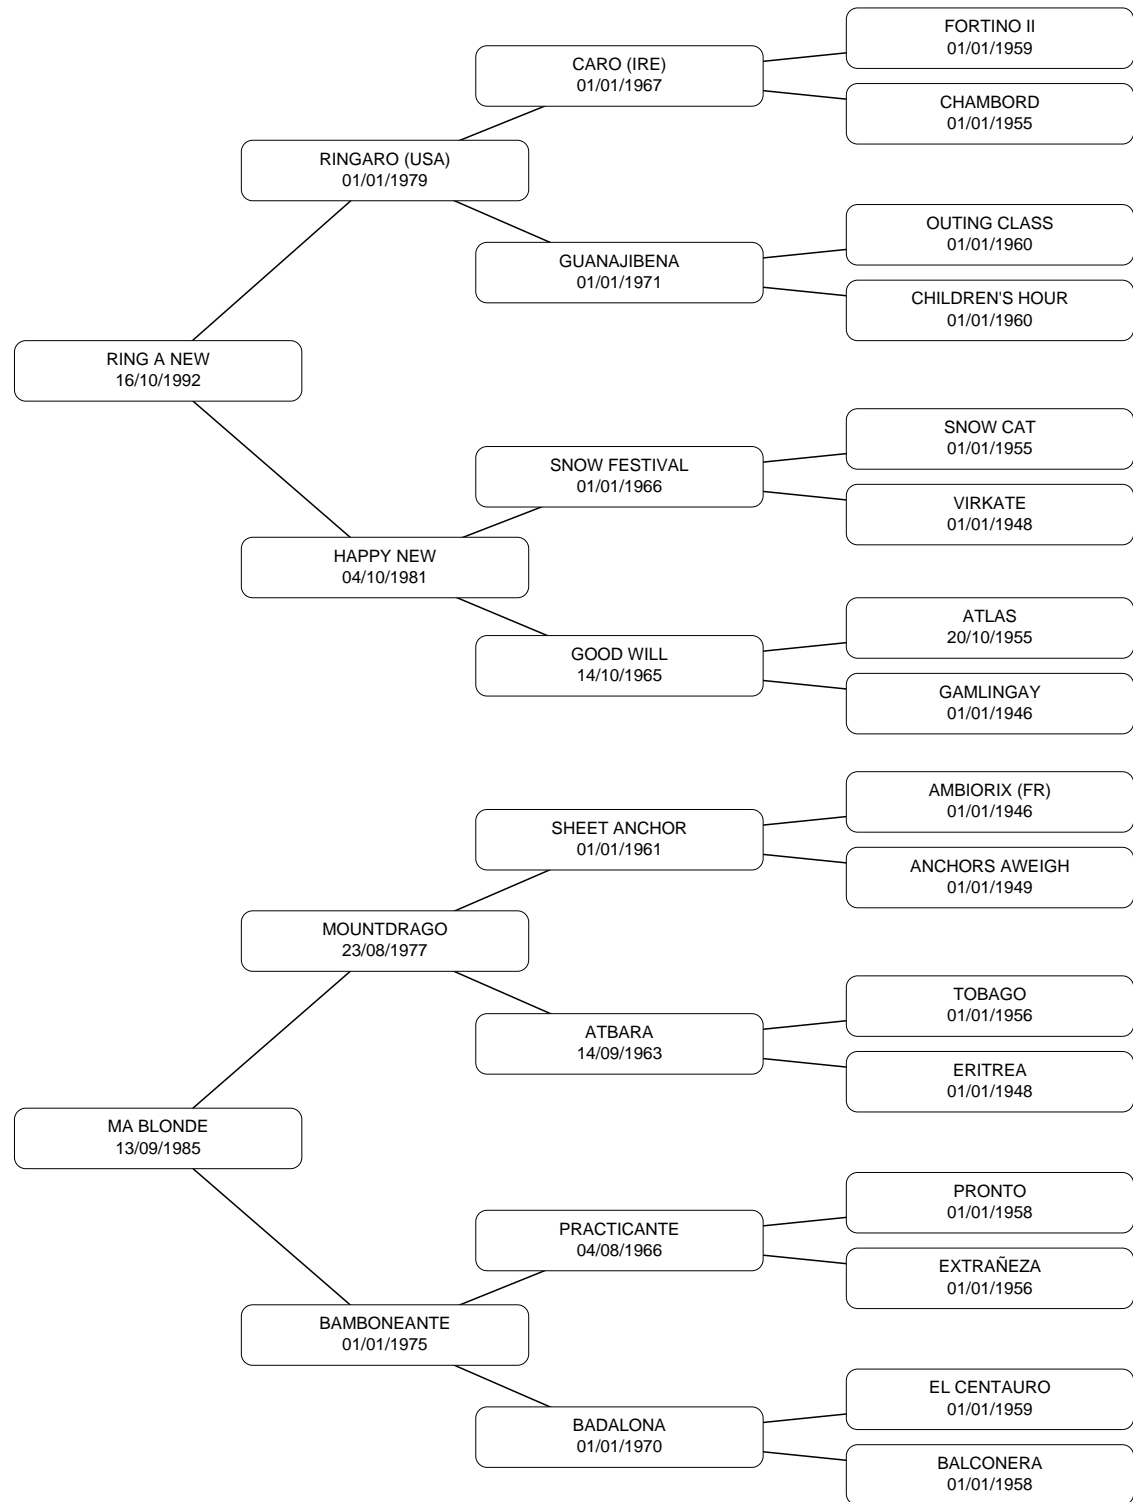 FORTINO II
01/01/1959
CARO (IRE)
01/01/1967
CHAMBORD
01/01/1955
RINGARO (USA)
01/01/1979
OUTING CLASS
01/01/1960
GUANAJIBENA
01/01/1971
CHILDREN'S HOUR
01/01/1960
RING A NEW
16/10/1992
SNOW CAT
01/01/1955
SNOW FESTIVAL
01/01/1966
VIRKATE
01/01/1948
HAPPY NEW
04/10/1981
ATLAS
20/10/1955
GOOD WILL
14/10/1965
GAMLINGAY
01/01/1946
AMBIORIX (FR)
01/01/1946
SHEET ANCHOR
01/01/1961
ANCHORS AWEIGH
01/01/1949
MOUNTDRAGO
23/08/1977
TOBAGO
01/01/1956
ATBARA
14/09/1963
ERITREA
01/01/1948
MA BLONDE
13/09/1985
PRONTO
01/01/1958
PRACTICANTE
04/08/1966
EXTRAÑEZA
01/01/1956
BAMBONEANTE
01/01/1975
EL CENTAURO
01/01/1959
BADALONA
01/01/1970
BALCONERA
01/01/1958